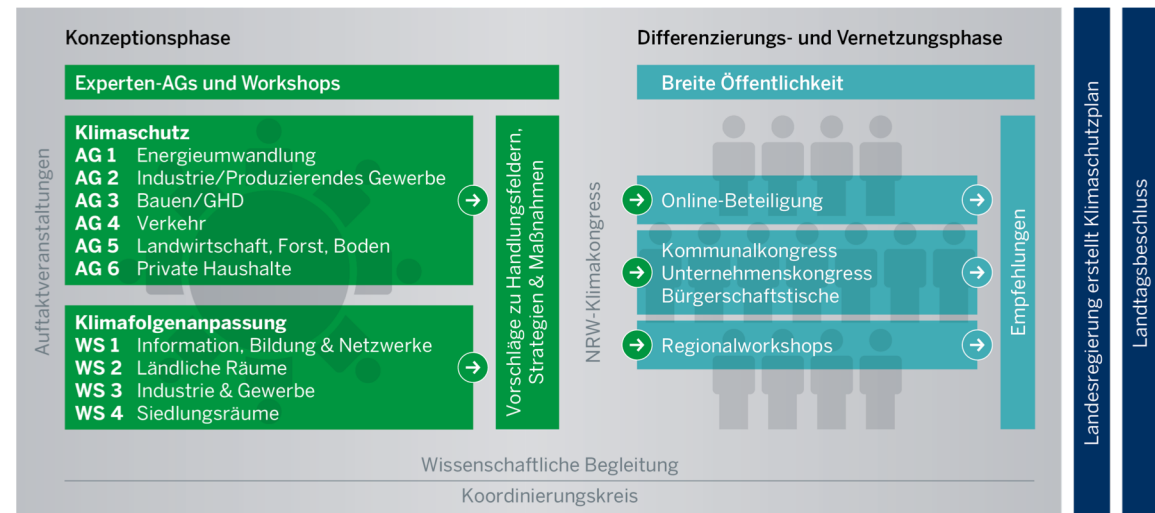 Konzeptionsphase
Experten-AGs und Workshops
Auftaktveranstaltungen
Klimaschutz
AG 1 Energieumwandlung
AG 2 Industrie/Produzierendes Gewerbe
AG 3 Bauen/GHD
AG 4 Verkehr
AG 5 Landwirtschaft, Forst, Boden
AG 6 Private Haushalte
Klimafolgenanpassung
WS 1 Information, Bildung & Netzwerke
WS 2 Ländliche Räume
WS 3 Industrie & Gewerbe
WS 4 Siedlungsräume
Vorschläge zu Handlungsfeldern,
Strategien & Maßnahmen
NRW-Klimakongress
Differenzierungs- und Vernetzungsphase
Breite Öffentlichkeit
Online-Beteiligung
Kommunalkongress
Unternehmenskongress
Bürgerschaftstische
Regionalworkshops
Empfehlungen
Wissenschaftliche Begleitung
Koordinierungskreis
Landesregierung erstellt Klimaschutzplan
Landtagsbeschluss